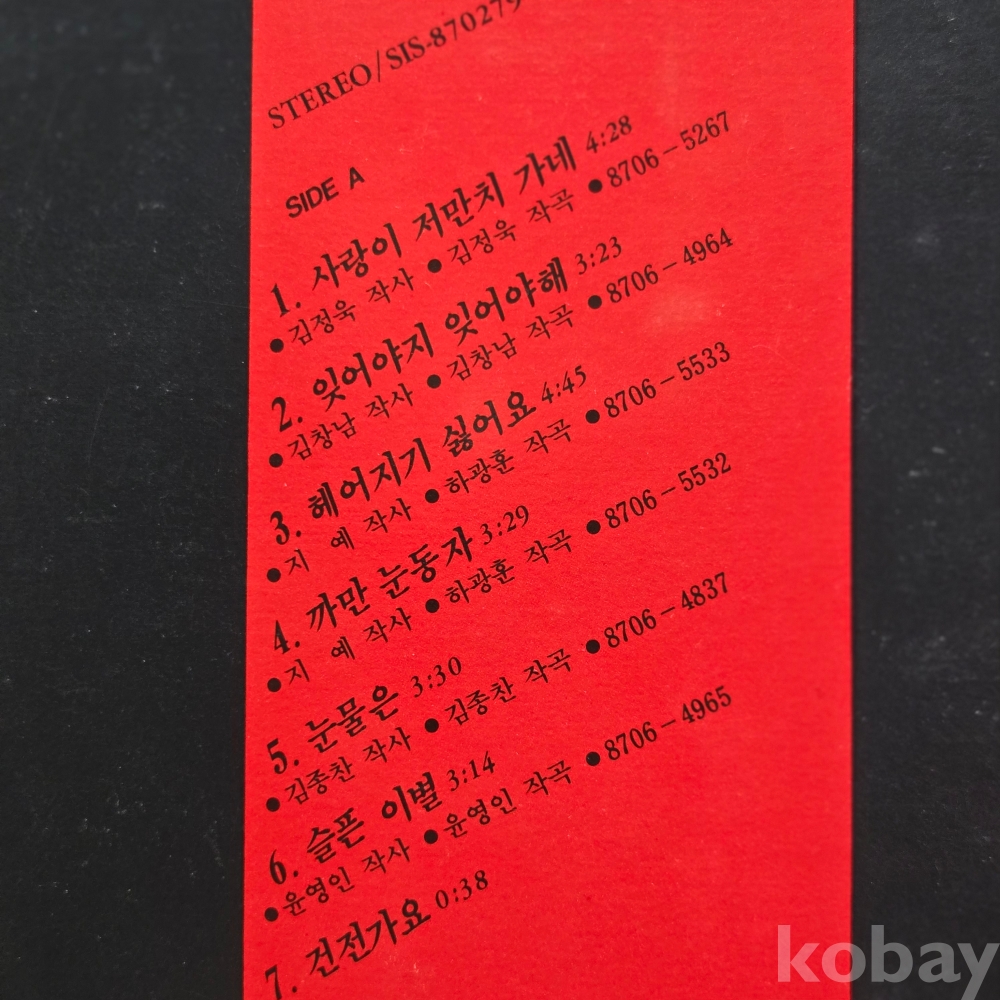 STEREO/SIS-870279
SIDE A
1. 사랑이 저만치 가네 4:28
●김정욱 작사 ●김정욱 작곡 ●8706-5267
2. 잊어야지 잊어야해 3:23
●김창남 작사 ●김창남 작곡 ●8706-4964
3. 헤어지기 싫어요 4:45
●지 예 작사 ●하광훈 작곡 ●8706-5533
4. 까만 눈동자 3:29
●지 예 작사 ●하광훈 작곡 ●8706-5532
5. 눈물은 3:30
●김종찬 작사 ●김종찬 작곡 ●8706-4837
6. 슬픈 이별 3:14
●윤영인 작사 ●윤영인 작곡 ●8706-4965
7. 건전가요 0:38
kobay